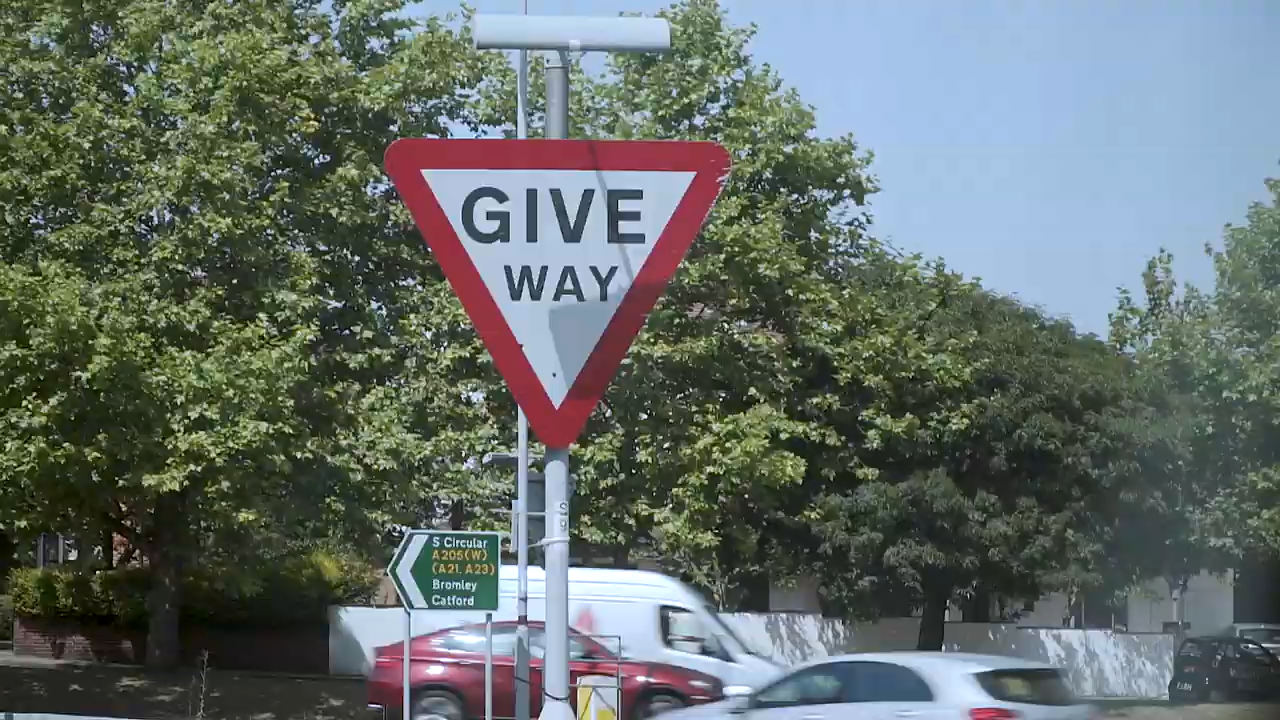 GIVE
WAY
S Circular
A205(W)
(A21, A23)
Bromley
Catford